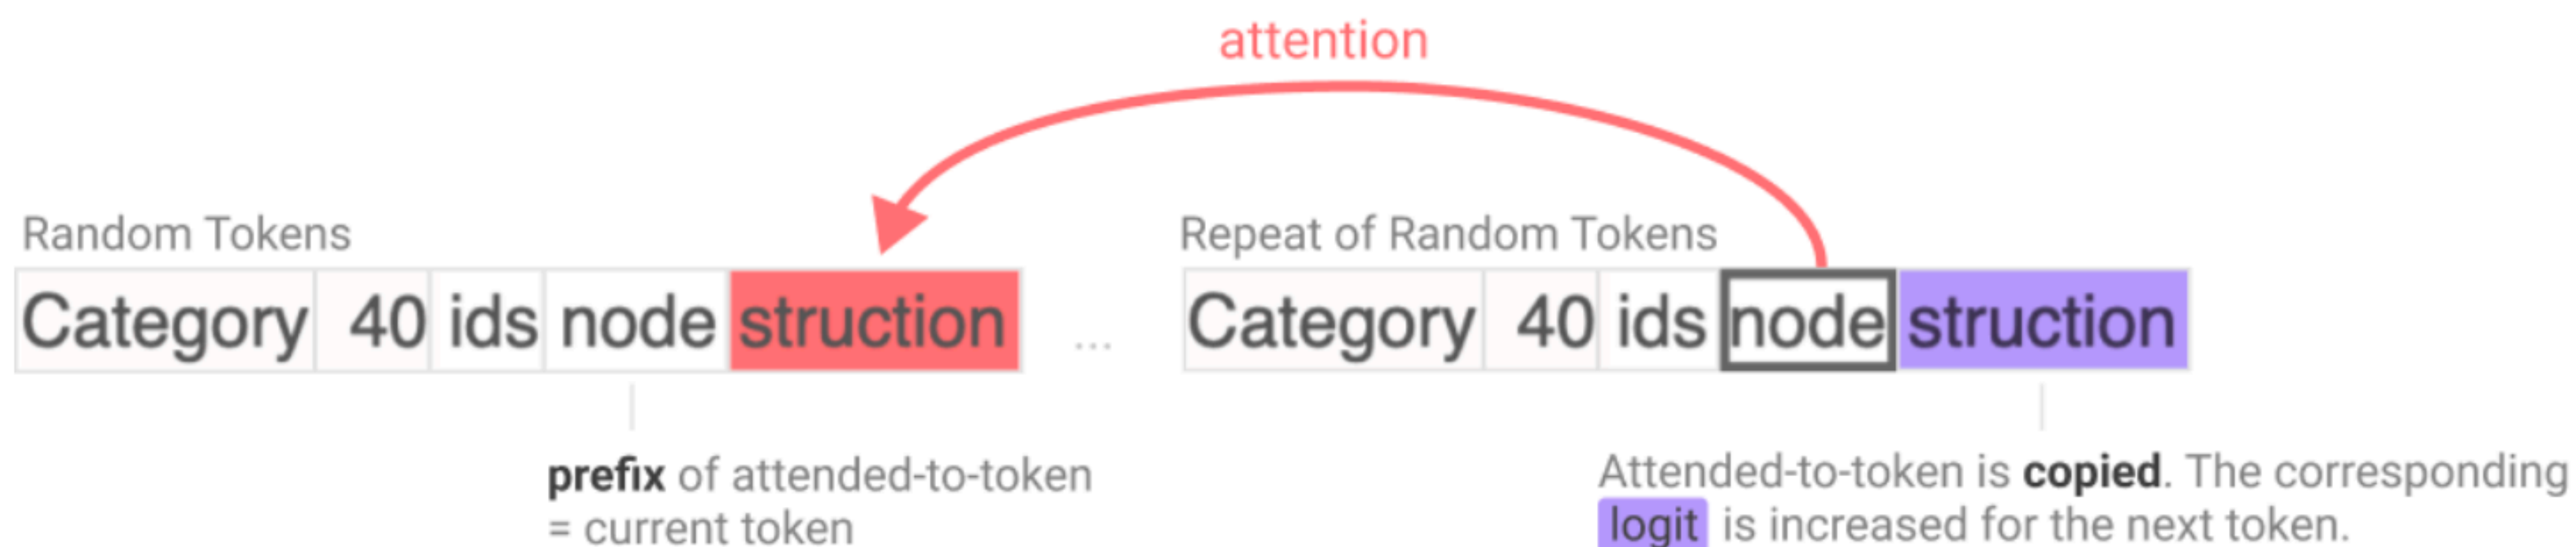 attention
Random Tokens
Repeat of Random Tokens
Category 40 ids node struction ... Category 40 ids node struction
prefix of attended-to-token
= current token
Attended-to-token is copied. The corresponding
logit is increased for the next token.